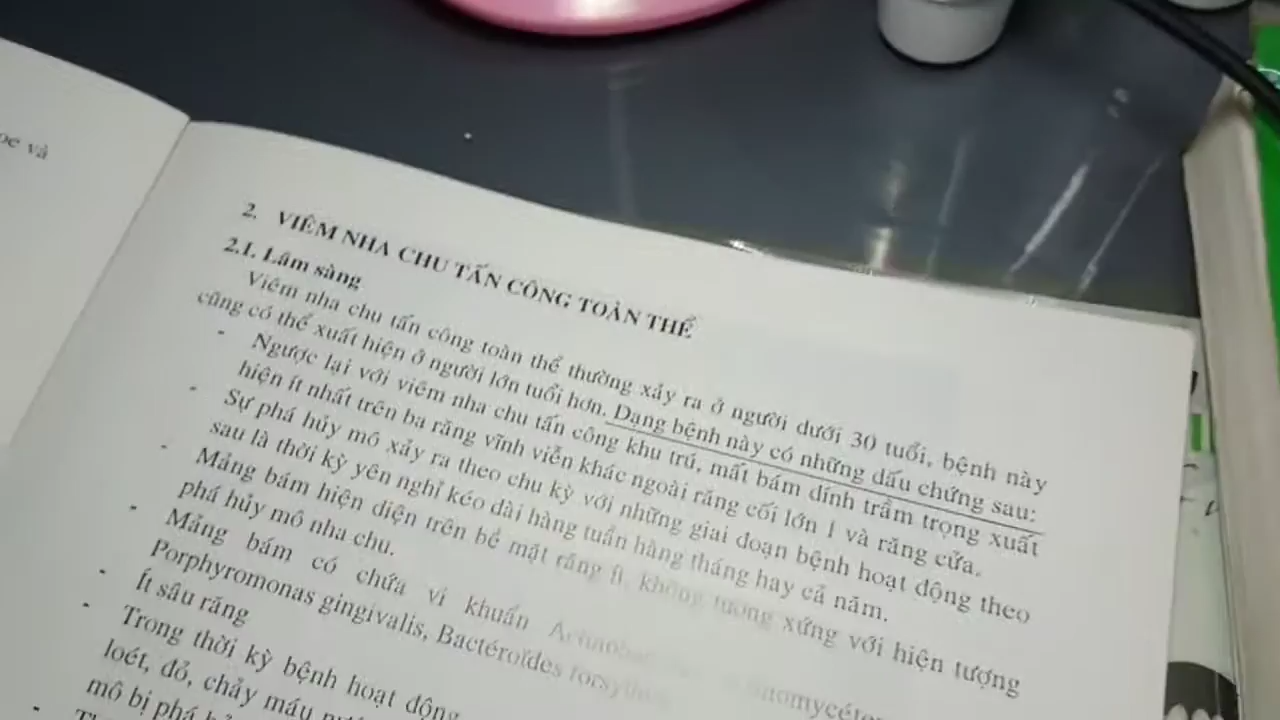 và
2. VIÊM NHA CHU TẤN CÔNG TOÀN THỂ
2.1. Lâm sàng
Viêm nha chu tấn công toàn thể thường xảy ra ở người dưới 30 tuổi, bệnh này
cũng có thể xuất hiện ở người lớn tuổi hơn. Dạng bệnh này có những dấu chứng sau:
- Ngược lại với viêm nha chu tấn công khu trú, mất bám dính trầm trọng xuất
hiện ít nhất trên ba răng vĩnh viễn khác ngoài răng cối lớn 1 và răng cửa.
- Sự phá hủy mô xảy ra theo chu kỳ với những giai đoạn bệnh hoạt động theo
sau là thời kỳ yên nghỉ kéo dài hàng tuần hàng tháng hay cả năm.
- Mảng bám hiện diện trên bề mặt răng ít, không tương xứng với hiện tượng
phá hủy mô nha chu.
- Mảng bám có chứa vi khuẩn
Porphyromonas gingivalis, Bactéroïdes
- Ít sâu răng
- Trong thời kỳ bệnh hoạt động
loét, đỏ, chảy máu
mô bị phá
-